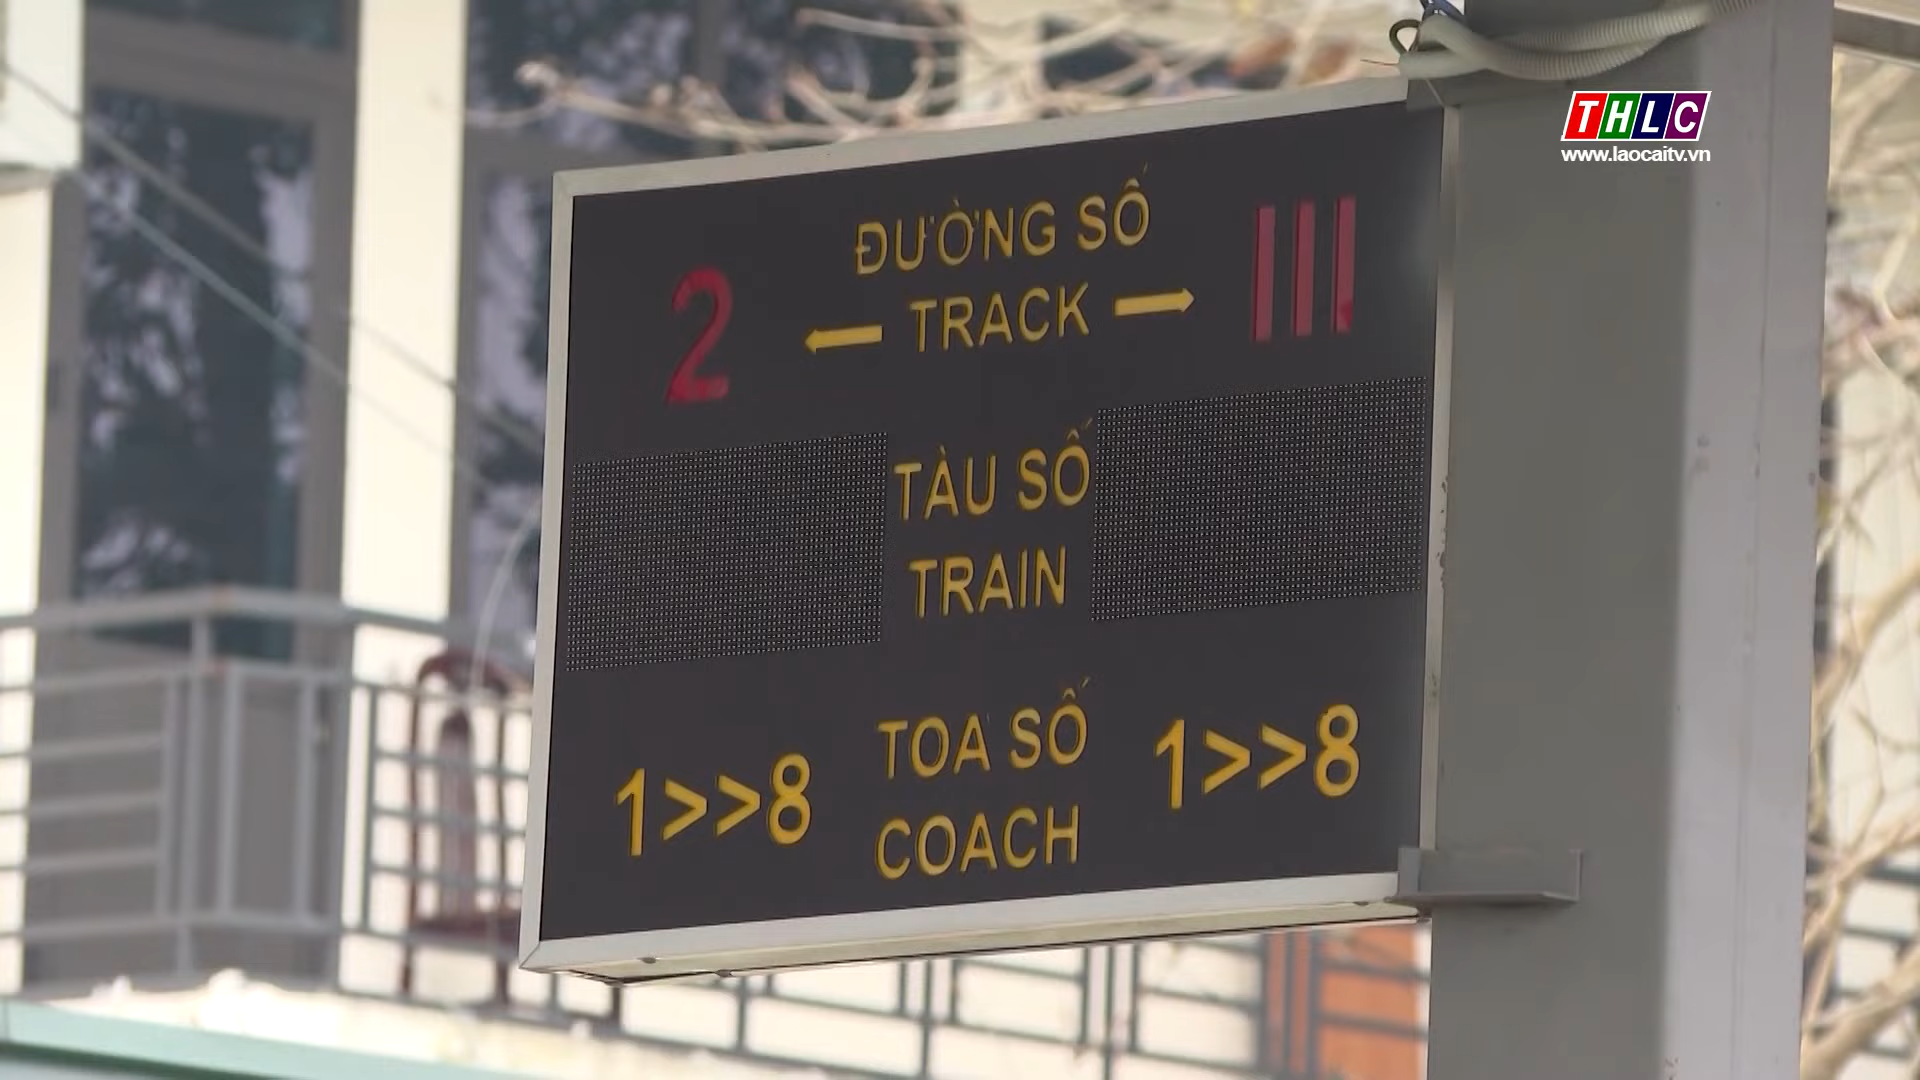 THLC
www.laocaitv.vn
ĐƯỜNG SỐ
2 TRACK III
TÀU SỐ
TRAIN
TOA SỐ
1>>8 1>>8
COACH